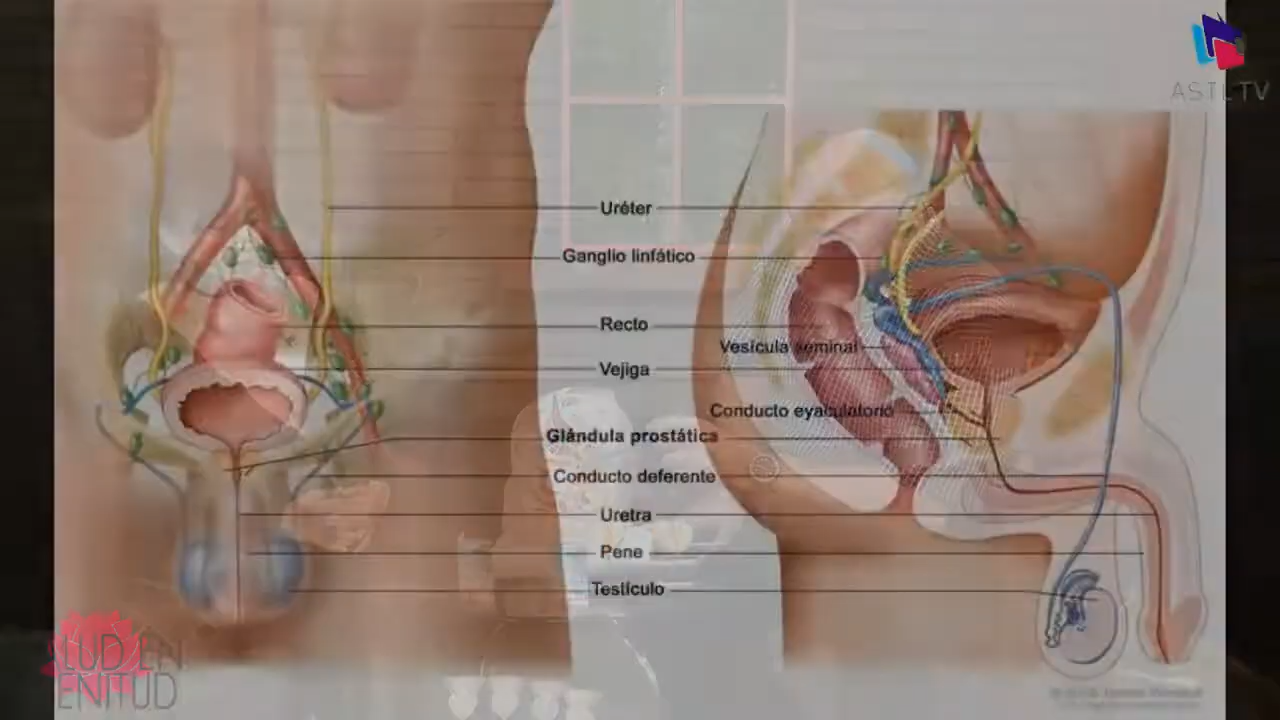 ASTL TV
Uréter
Ganglio linfático
Recto
Vesícula seminal
Vejiga
Conducto eyaculatorio
Glándula prostática
Conducto deferente
Uretra
Pene
Testículo
LUD EN
ENITUD